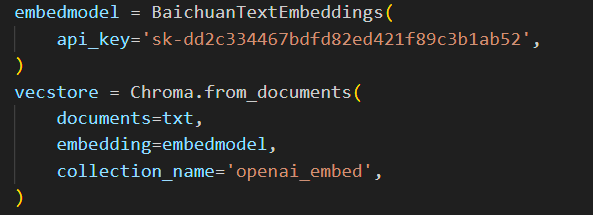 embedmodel = BaichuanTextEmbeddings(
    api_key='sk-dd2c334467bdfd82ed421f89c3b1ab52',
)
vecstore = Chroma.from_documents(
    documents=txt,
    embedding=embedmodel,
    collection_name='openai_embed',
)